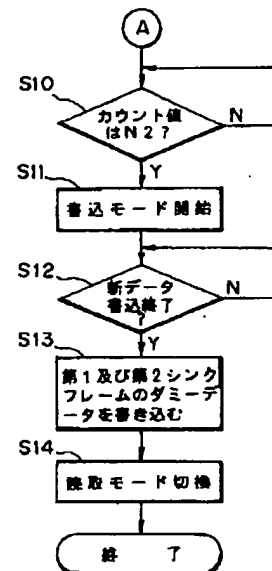 A
S10
カウント値
はN2?
N
Y
S11
書込モード開始
S12
新データ
書込終了
?
N
Y
S13
第1及び第2シンク
フレームのダミーデ
ータを書き込む
S14
読取モード切換
終了